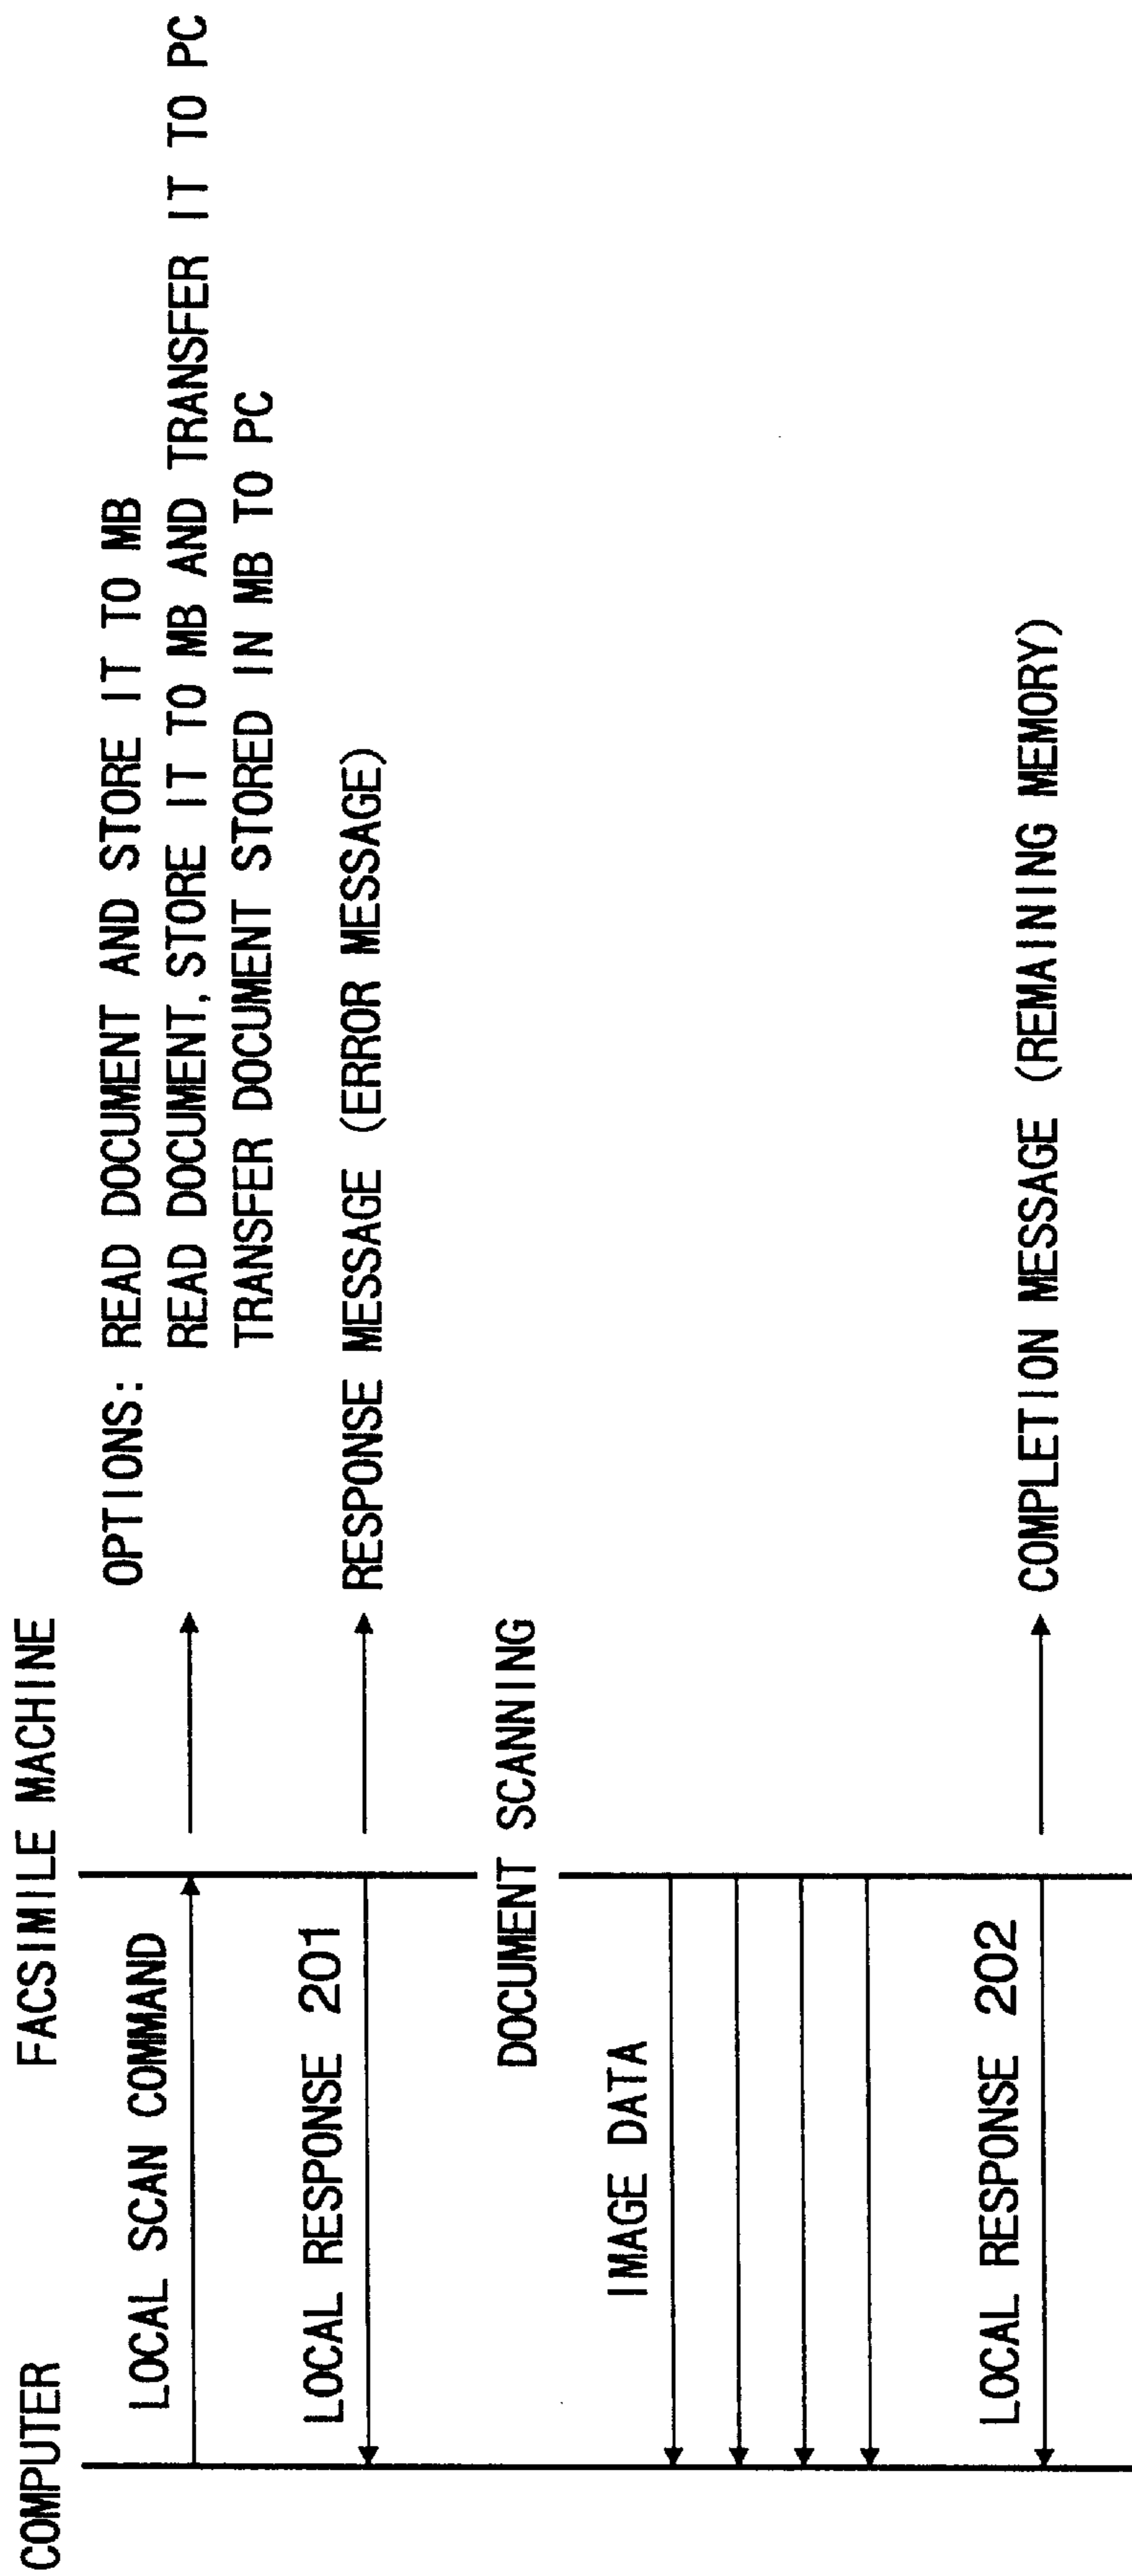 COMPUTER
FACSIMILE MACHINE
LOCAL SCAN COMMAND
OPTIONS: READ DOCUMENT AND STORE IT TO MB
READ DOCUMENT, STORE IT TO MB AND TRANSFER IT TO PC
TRANSFER DOCUMENT STORED IN MB TO PC
LOCAL RESPONSE 201
RESPONSE MESSAGE (ERROR MESSAGE)
DOCUMENT SCANNING
IMAGE DATA
LOCAL RESPONSE 202
COMPLETION MESSAGE (REMAINING MEMORY)